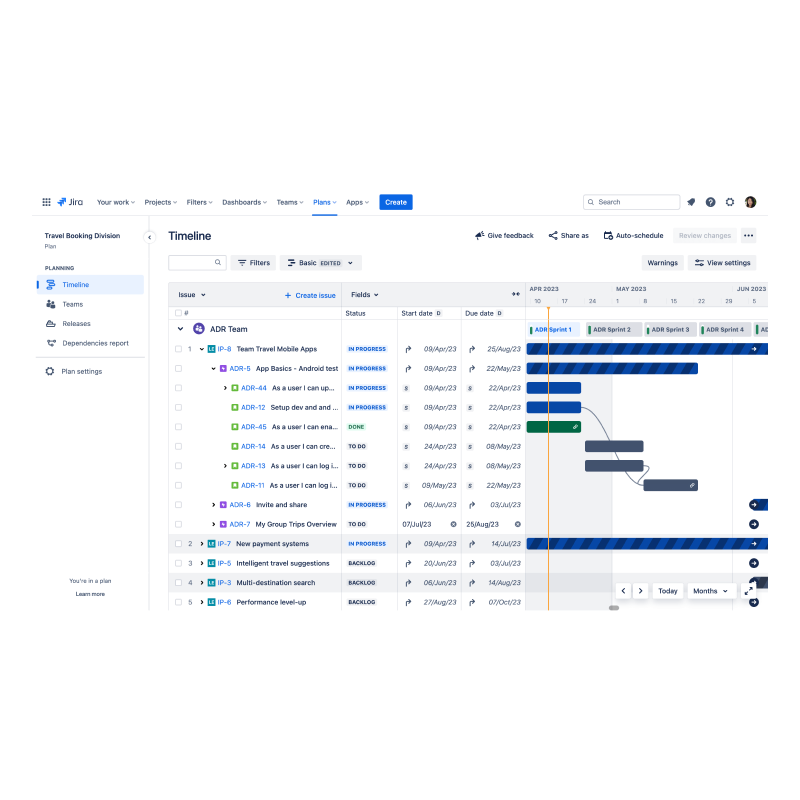 Jira Your work Projects Filters Dashboards Teams Plans Apps Create Search
Travel Booking Division
Plan
PLANNING
Timeline
Teams
Releases
Dependencies report
Plan settings
You're in a plan
Learn more
Timeline Give feedback Share as Auto-schedule Review changes
Filters Basic EDITED Warnings View settings
Issue + Create issue Fields APR 2023 MAY 2023 JUN 2023
10 17 24 1 8 15 22 29 5
# Status Start date D Due date D
ADR Team ADR Sprint 1 ADR Sprint 2 ADR Sprint 3 ADR Sprint 4 AD
1 IP-8 Team Travel Mobile Apps IN PROGRESS 09/Apr/23 25/Aug/23
ADR-5 App Basics - Android test IN PROGRESS 09/Apr/23 22/May/23
ADR-44 As a user I can up... IN PROGRESS S 09/Apr/23 S 22/Apr/23
ADR-12 Setup dev and and ... IN PROGRESS S 09/Apr/23 S 22/Apr/23
ADR-45 As a user I can ena... DONE S 09/Apr/23 S 22/Apr/23
ADR-14 As a user I can cre... TO DO S 24/Apr/23 S 08/May/23
ADR-13 As a user I can log i... TO DO S 24/Apr/23 S 08/May/23
ADR-11 As a user I can log i... TO DO S 09/May/23 S 22/May/23
ADR-6 Invite and share IN PROGRESS 06/Jun/23 03/Jul/23
ADR-7 My Group Trips Overview TO DO 07/Jul/23 25/Aug/23
2 IP-7 New payment systems IN PROGRESS 09/Apr/23 14/Jul/23
3 IP-5 Intelligent travel suggestions BACKLOG 20/Jun/23 03/Jul/23
4 IP-3 Multi-destination search BACKLOG 06/Jun/23 14/Aug/23
5 IP-6 Performance level-up BACKLOG 27/Aug/23 07/Oct/23
Today Months